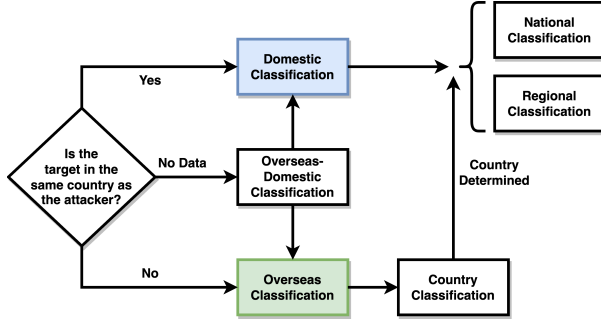 Is the
target in the
same country as
the attacker?
Yes
No Data
No
Domestic
Classification
Overseas-
Domestic
Classification
Overseas
Classification
Country
Classification
Country
Determined
National
Classification
Regional
Classification